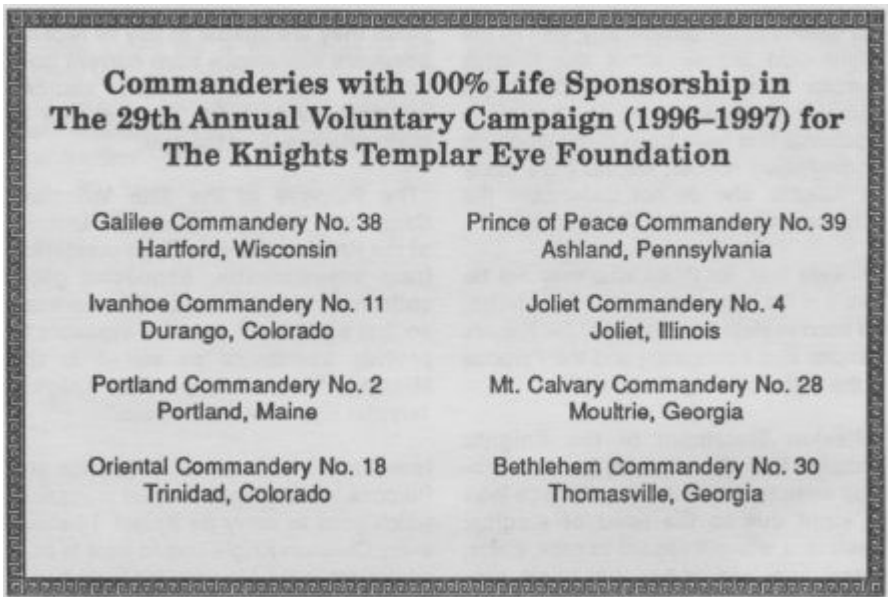 Commanderies with 100% Life Sponsorship in
The 29th Annual Voluntary Campaign (1996–1997) for
The Knights Templar Eye Foundation
Galilee Commandery No. 38
Hartford, Wisconsin
Ivanhoe Commandery No. 11
Durango, Colorado
Portland Commandery No. 2
Portland, Maine
Oriental Commandery No. 18
Trinidad, Colorado
Prince of Peace Commandery No. 39
Ashland, Pennsylvania
Joliet Commandery No. 4
Joliet, Illinois
Mt. Calvary Commandery No. 28
Moultrie, Georgia
Bethlehem Commandery No. 30
Thomasville, Georgia